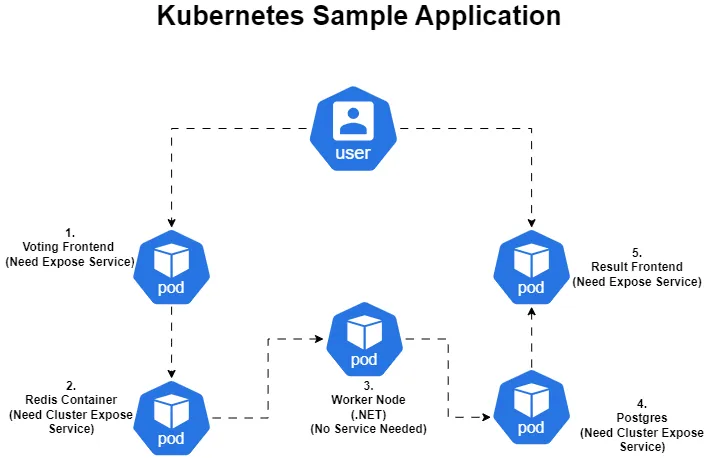 Kubernetes Sample Application
user
1.
Voting Frontend
(Need Expose Service)
pod
5.
Result Frontend
(Need Expose Service)
pod
2.
Redis Container
(Need Cluster Expose
Service)
pod
pod
3.
Worker Node
(.NET)
(No Service Needed)
pod
4.
Postgres
(Need Cluster Expose
Service)